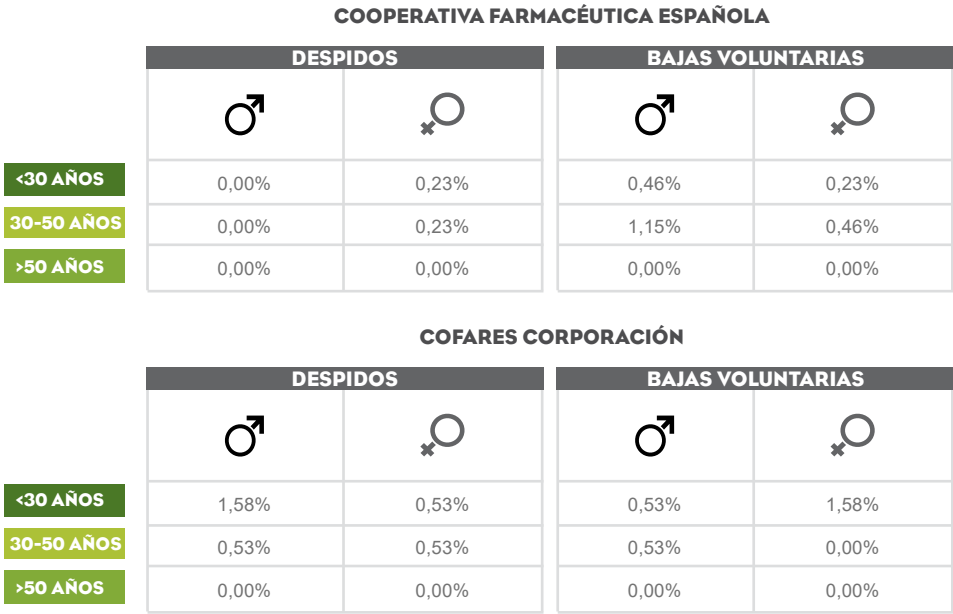 COOPERATIVA FARMACÉUTICA ESPAÑOLA
DESPIDOS BAJAS VOLUNTARIAS
<30 AÑOS 0,00% 0,23% 0,46% 0,23%
30-50 AÑOS 0,00% 0,23% 1,15% 0,46%
>50 AÑOS 0,00% 0,00% 0,00% 0,00%
COFARES CORPORACIÓN
DESPIDOS BAJAS VOLUNTARIAS
<30 AÑOS 1,58% 0,53% 0,53% 1,58%
30-50 AÑOS 0,53% 0,53% 0,53% 0,00%
>50 AÑOS 0,00% 0,00% 0,00% 0,00%